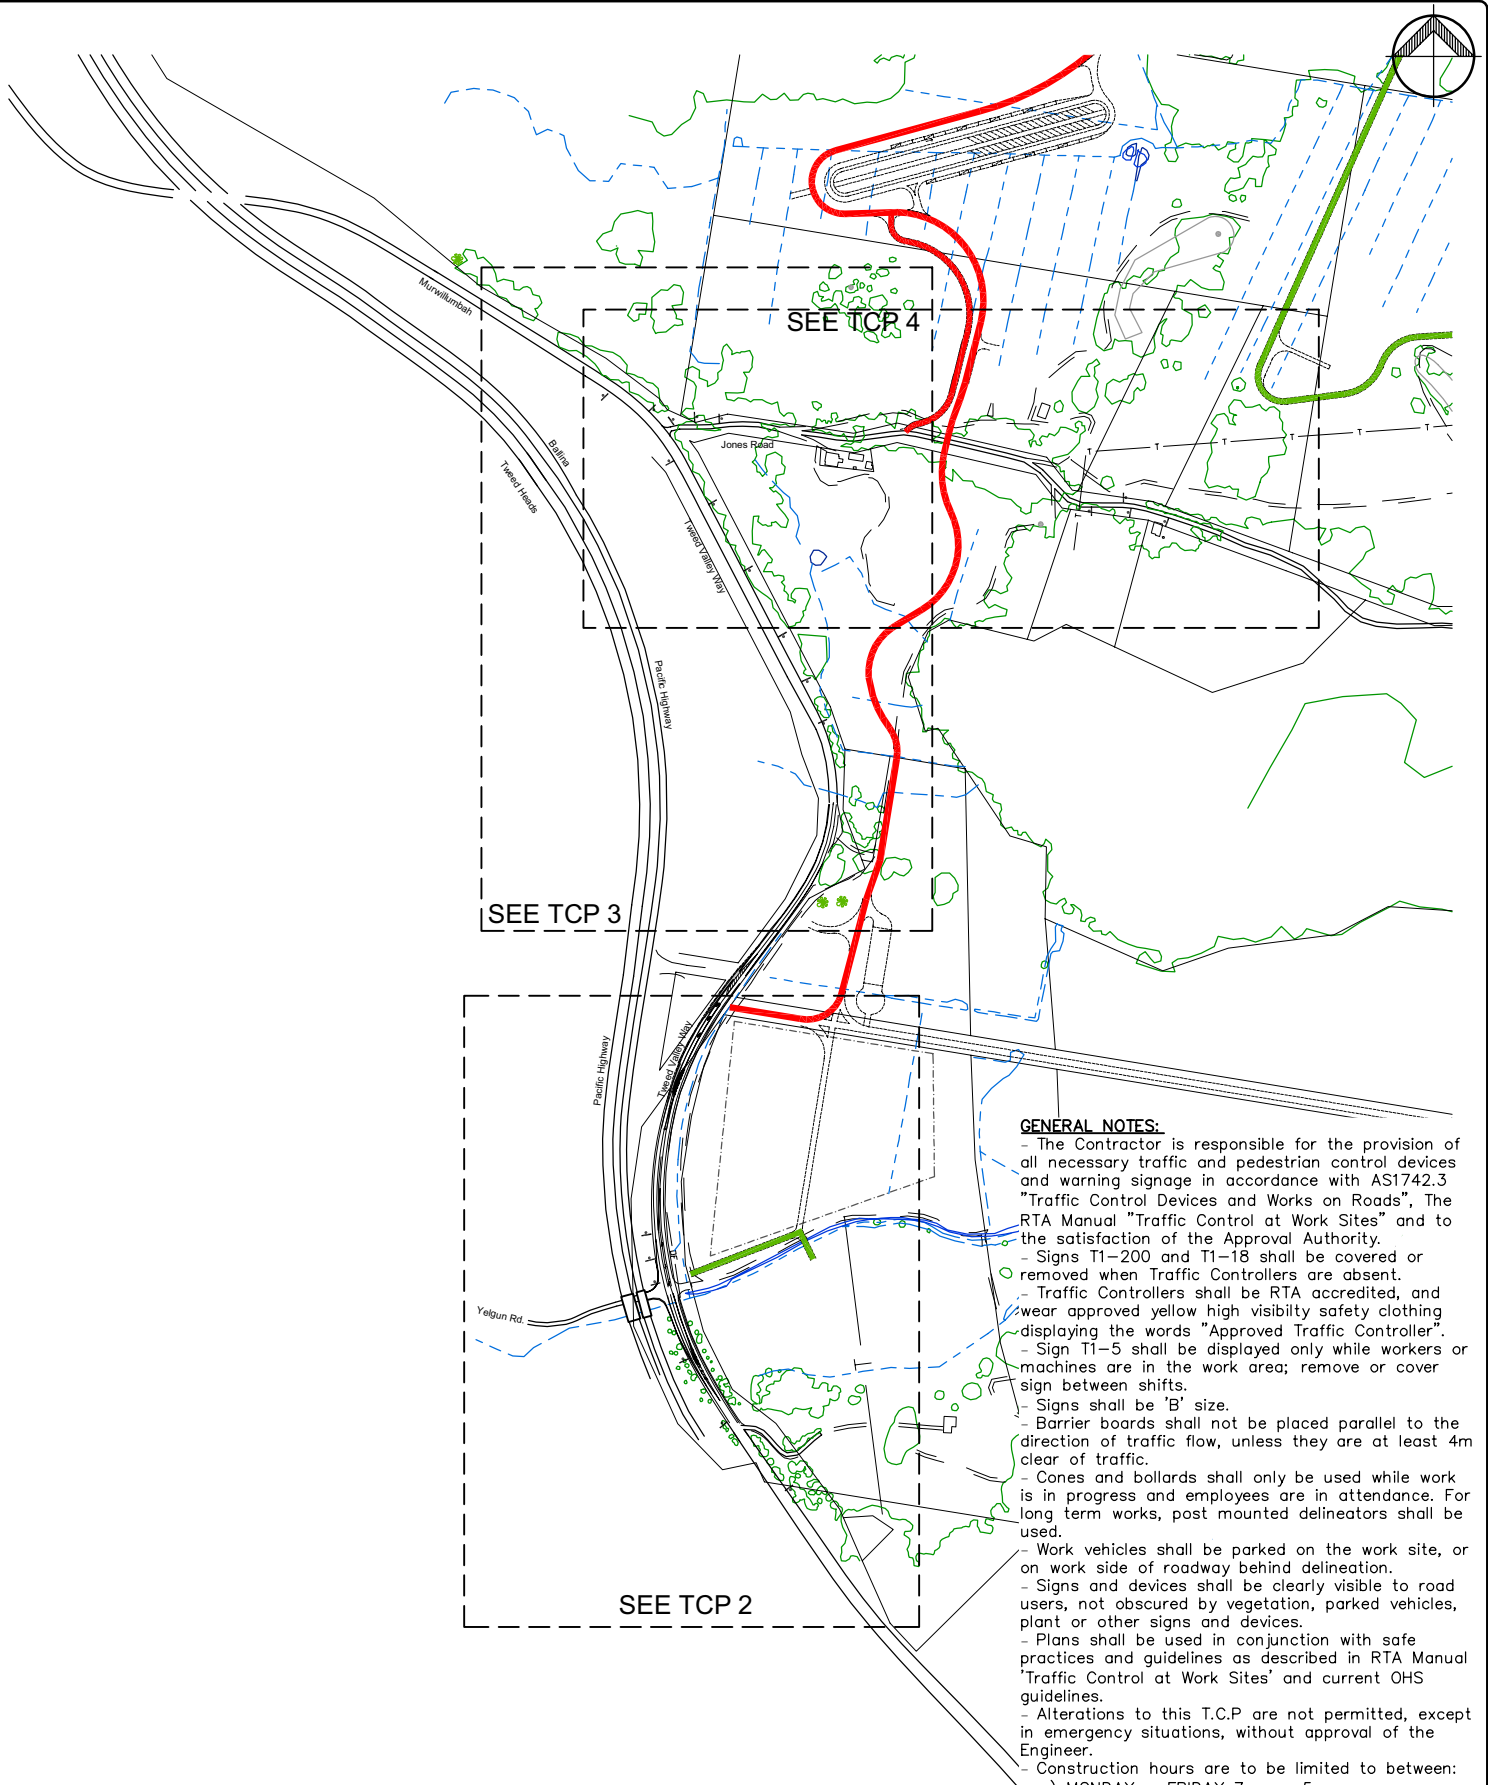 SEE TCP 4
Murwillumbah
Jones Road
Ballina
Tweed Heads
Tweed Valley Way
Pacific Highway
SEE TCP 3
Pacific Highway
Tweed Valley Way
Yelgun Rd.
SEE TCP 2
GENERAL NOTES:
- The Contractor is responsible for the provision of
all necessary traffic and pedestrian control devices
and warning signage in accordance with AS1742.3
"Traffic Control Devices and Works on Roads", The
RTA Manual "Traffic Control at Work Sites" and to
the satisfaction of the Approval Authority.
- Signs T1-200 and T1-18 shall be covered or
removed when Traffic Controllers are absent.
- Traffic Controllers shall be RTA accredited, and
wear approved yellow high visibilty safety clothing
displaying the words "Approved Traffic Controller".
- Sign T1-5 shall be displayed only while workers or
machines are in the work area; remove or cover
sign between shifts.
- Signs shall be 'B' size.
- Barrier boards shall not be placed parallel to the
direction of traffic flow, unless they are at least 4m
clear of traffic.
- Cones and bollards shall only be used while work
is in progress and employees are in attendance. For
long term works, post mounted delineators shall be
used.
- Work vehicles shall be parked on the work site, or
on work side of roadway behind delineation.
- Signs and devices shall be clearly visible to road
users, not obscured by vegetation, parked vehicles,
plant or other signs and devices.
- Plans shall be used in conjunction with safe
practices and guidelines as described in RTA Manual
'Traffic Control at Work Sites' and current OHS
guidelines.
- Alterations to this T.C.P are not permitted, except
in emergency situations, without approval of the
Engineer.
- Construction hours are to be limited to between: